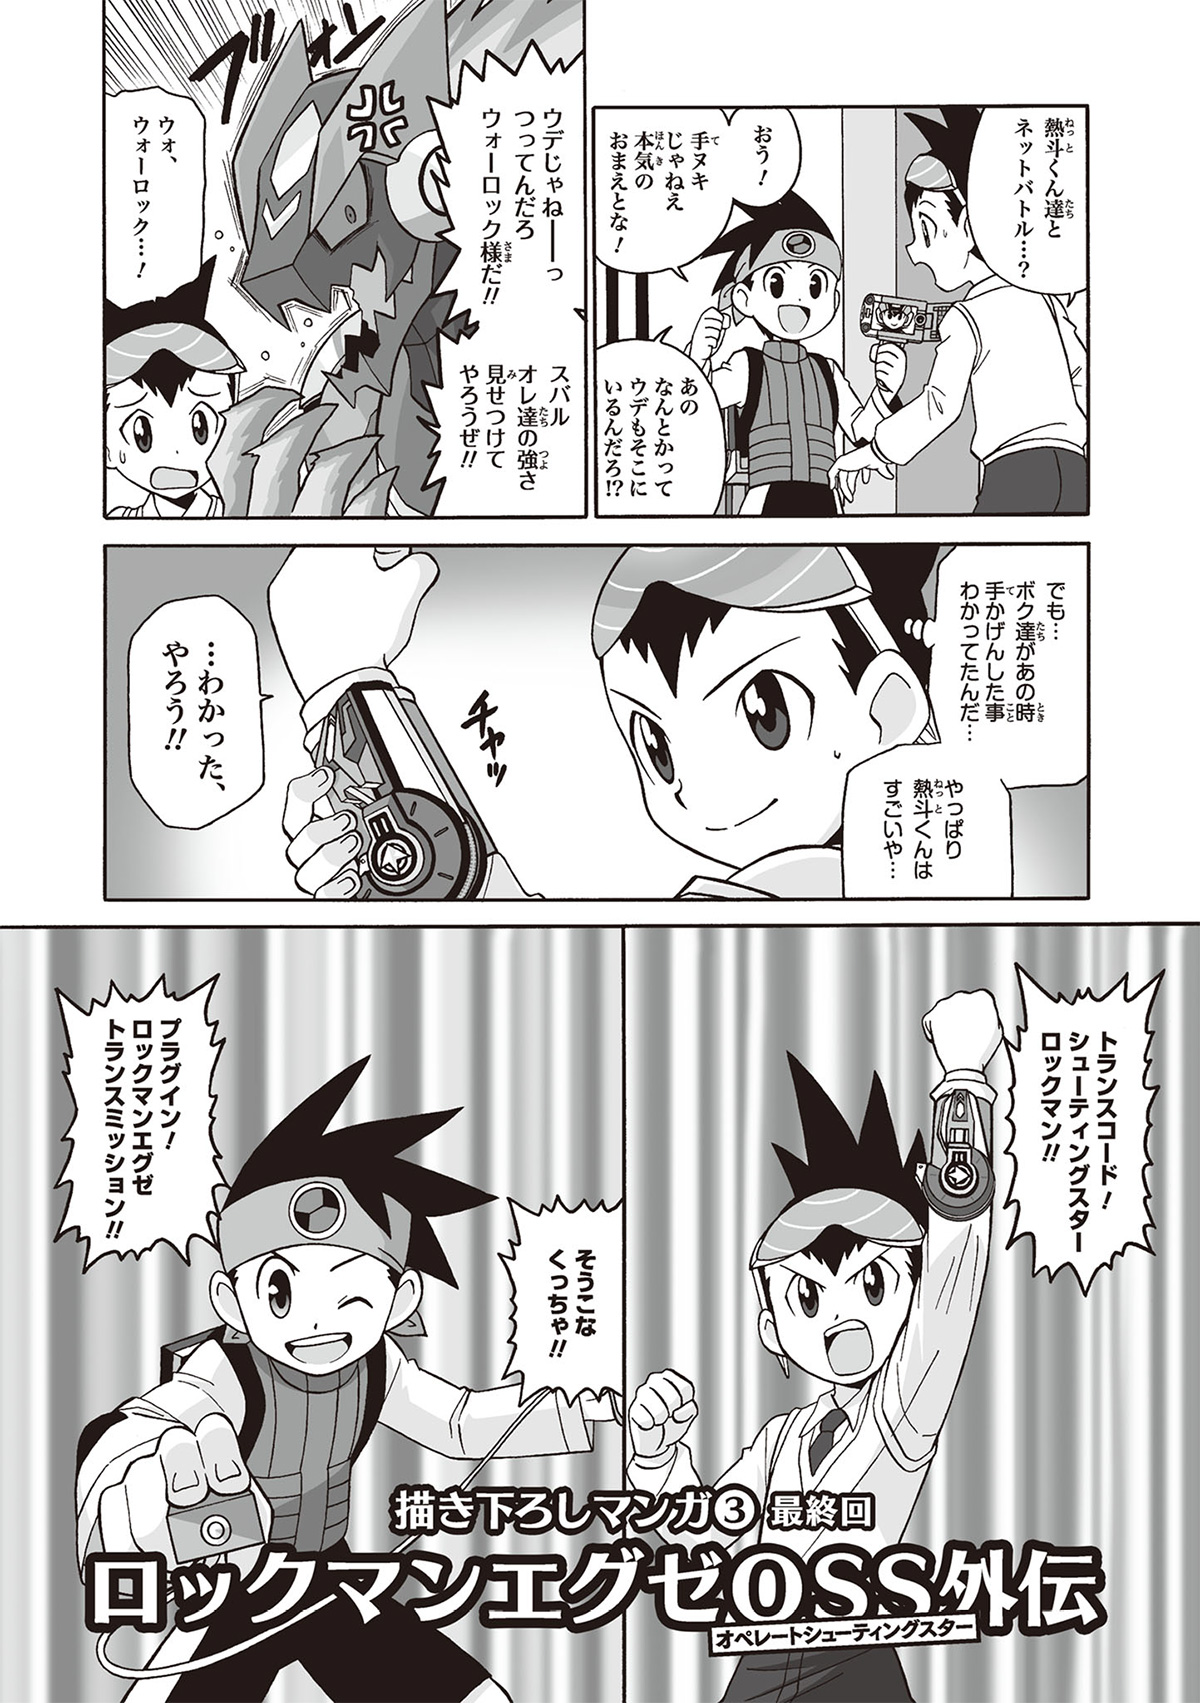 熱斗くん達と
ネットバトル…?
おう!
手ヌキ
じゃねえ
本気の
おまえとな!
あの
なんとかって
ウデもそこに
いるんだろ!?
ブオン
ウデじゃねーーっ
つってんだろ
ウォーロック様だ!!
スバル
オレ達の強さ
見せつけて
やろうぜ!!
ウォ、
ウォーロック…!
でも…
ボク達があの時
手かげんした事
わかってたんだ…
やっぱり
熱斗くんは
すごいや…
チャッ
…わかった、
やろう!!
トランスコード!
シューティングスター
ロックマン!!
そうこな
くっちゃ!!
プラグイン!
ロックマンエグゼ
トランスミッション!!
描き下ろしマンガ❸ 最終回
ロックマンエグゼOSS外伝
オペレートシューティングスター